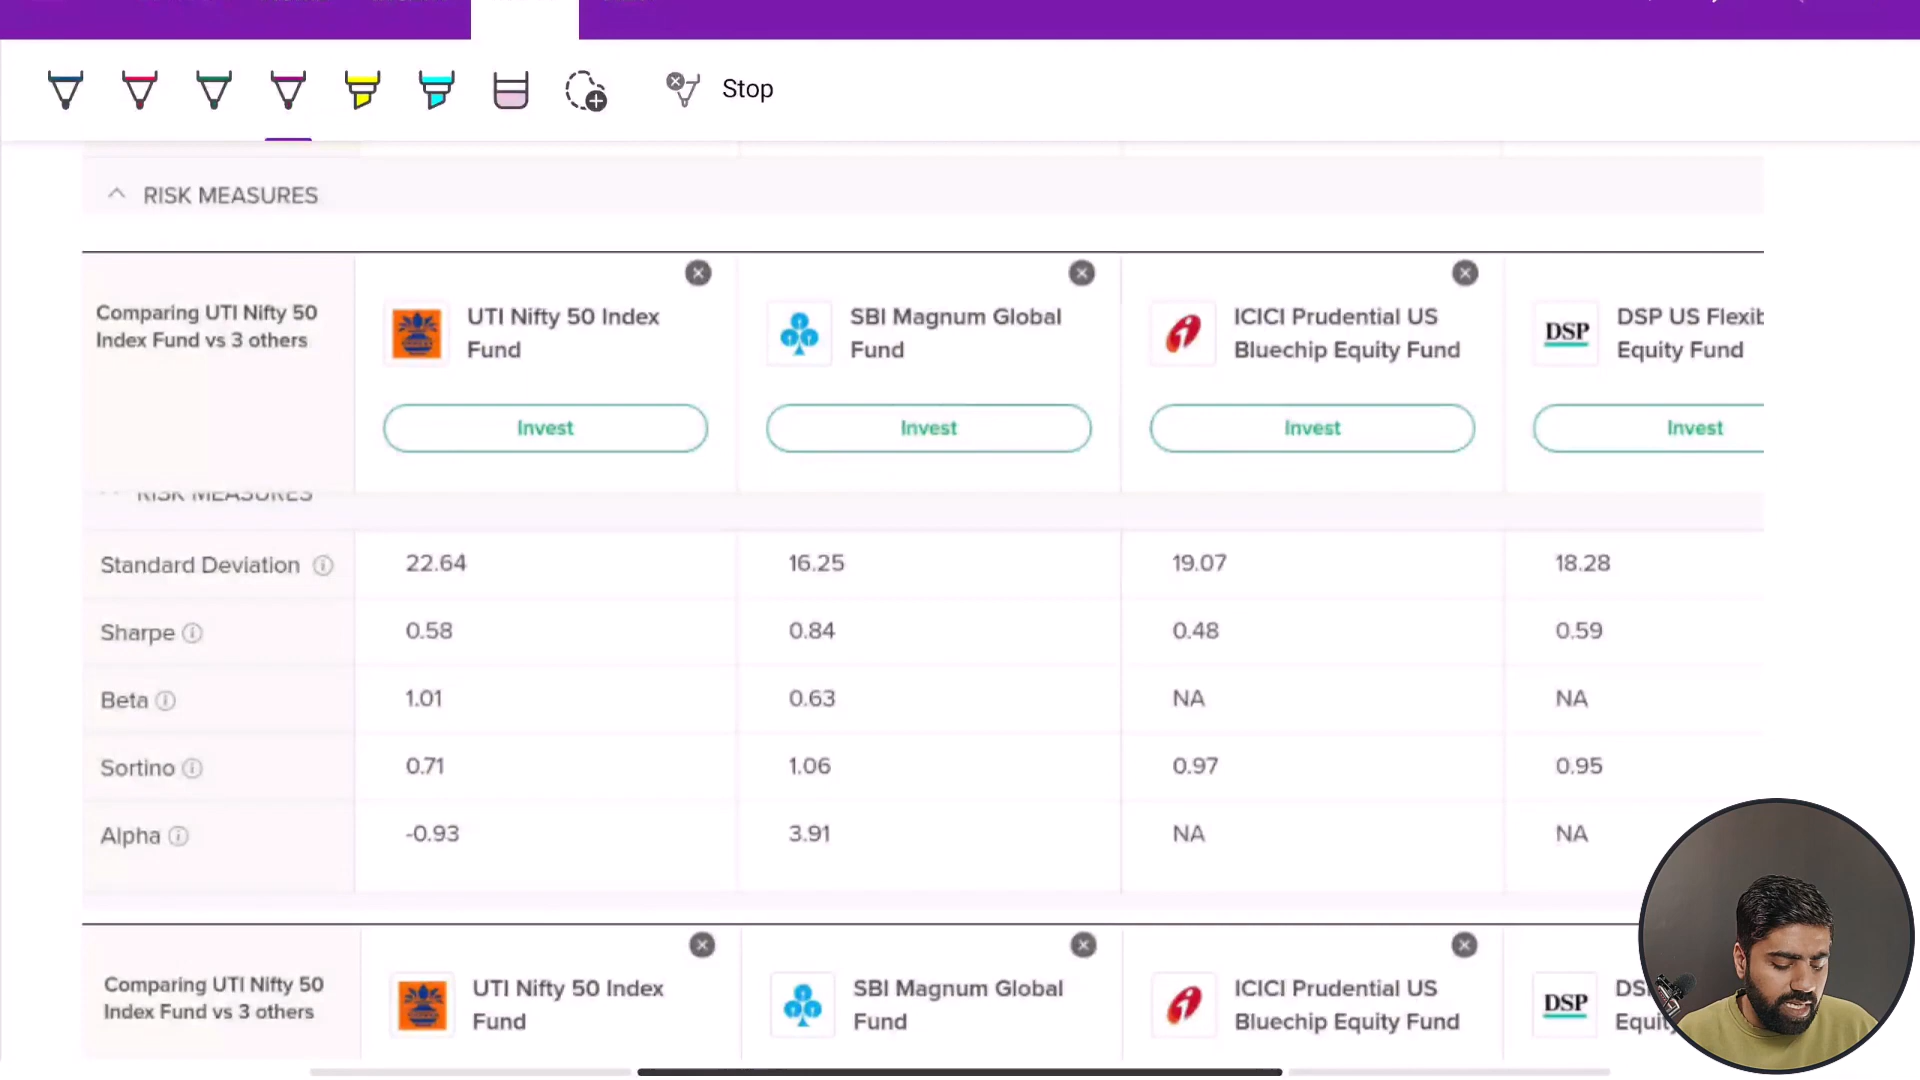 Stop
RISK MEASURES
Comparing UTI Nifty 50
Index Fund vs 3 others
UTI Nifty 50 Index
Fund
Invest
SBI Magnum Global
Fund
Invest
ICICI Prudential US
Bluechip Equity Fund
Invest
DSP
DSP US Flexib
Equity Fund
Invest
RISK MEASURES
Standard Deviation 22.64 16.25 19.07 18.28
Sharpe 0.58 0.84 0.48 0.59
Beta 1.01 0.63 NA NA
Sortino 0.71 1.06 0.97 0.95
Alpha -0.93 3.91 NA NA
Comparing UTI Nifty 50
Index Fund vs 3 others
UTI Nifty 50 Index
Fund
SBI Magnum Global
Fund
ICICI Prudential US
Bluechip Equity Fund
DSP